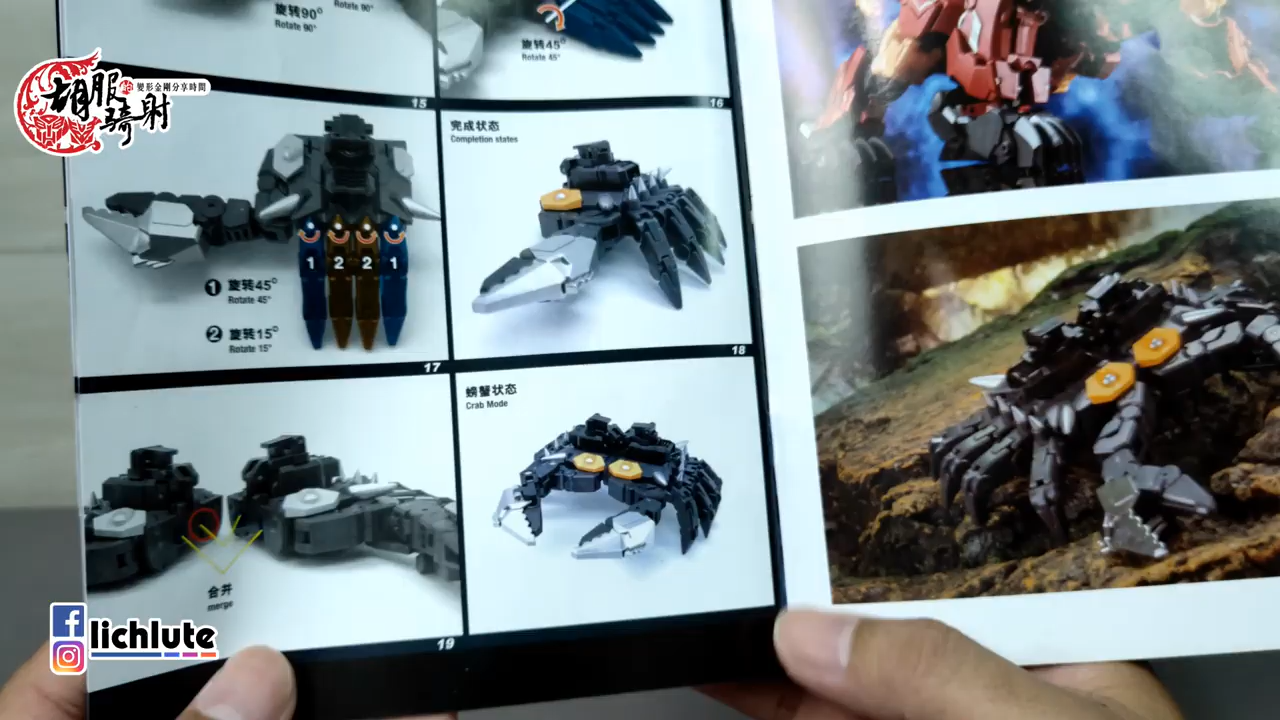 旋转90°
Rotate 90°
Rotate 90°
旋转45°
Rotate 45°
15
16
胡服骑射
的
變形金剛分享時間
1
2
2
1
❶ 旋转45°
Rotate 45°
❷ 旋转15°
Rotate 15°
17
完成状态
Completion states
18
合并
merge
19
螃蟹状态
Crab Mode
lichlute